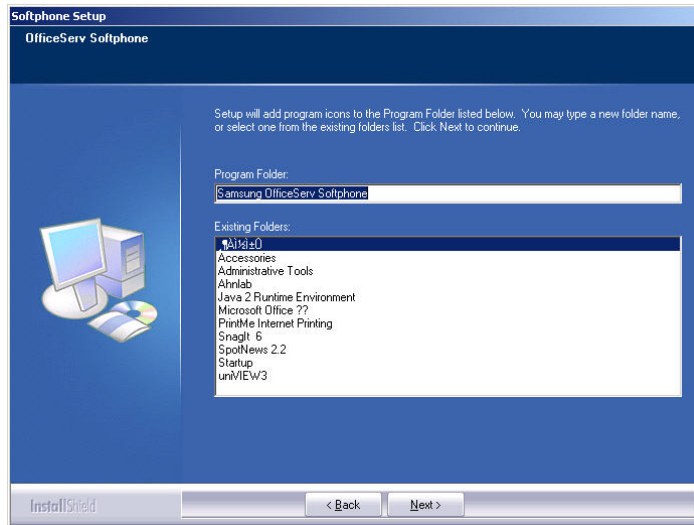 Softphone Setup
OfficeServ Softphone
Setup will add program icons to the Program Folder listed below. You may type a new folder name,
or select one from the existing folders list. Click Next to continue.
Program Folder:
Samsung OfficeServ Softphone
Existing Folders:
Accessories
Administrative Tools
Ahnlab
Java 2 Runtime Environment
Microsoft Office ??
PrintMe Internet Printing
SnagIt 6
SpotNews 2.2
Startup
uniVIEW3
InstallShield
< Back
Next >